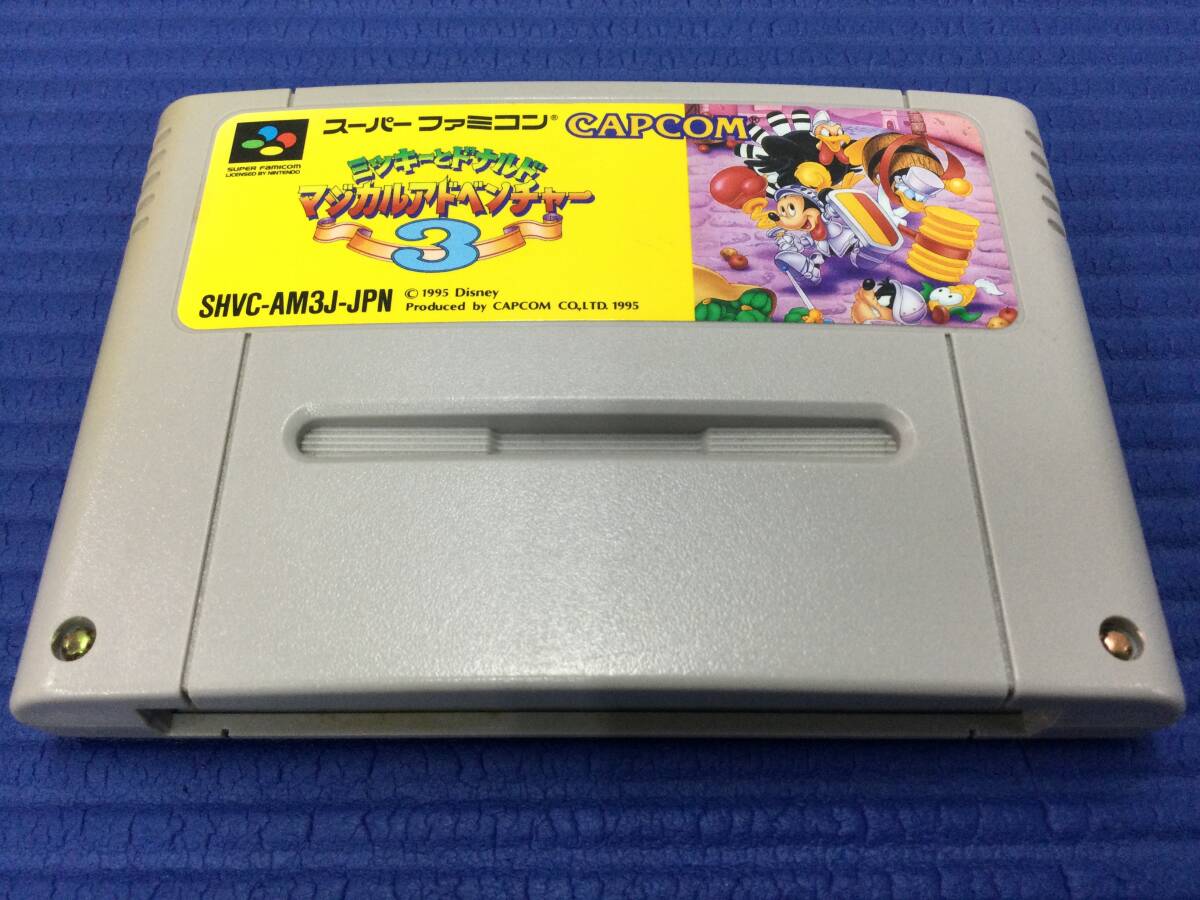 スーパーファミコン® CAPCOM®
SUPER FAMICOM
LICENSED BY NINTENDO
ミッキーとドナルド
マジカルアドベンチャー
3
SHVC-AM3J-JPN
© 1995 Disney
Produced by CAPCOM CO.,LTD. 1995